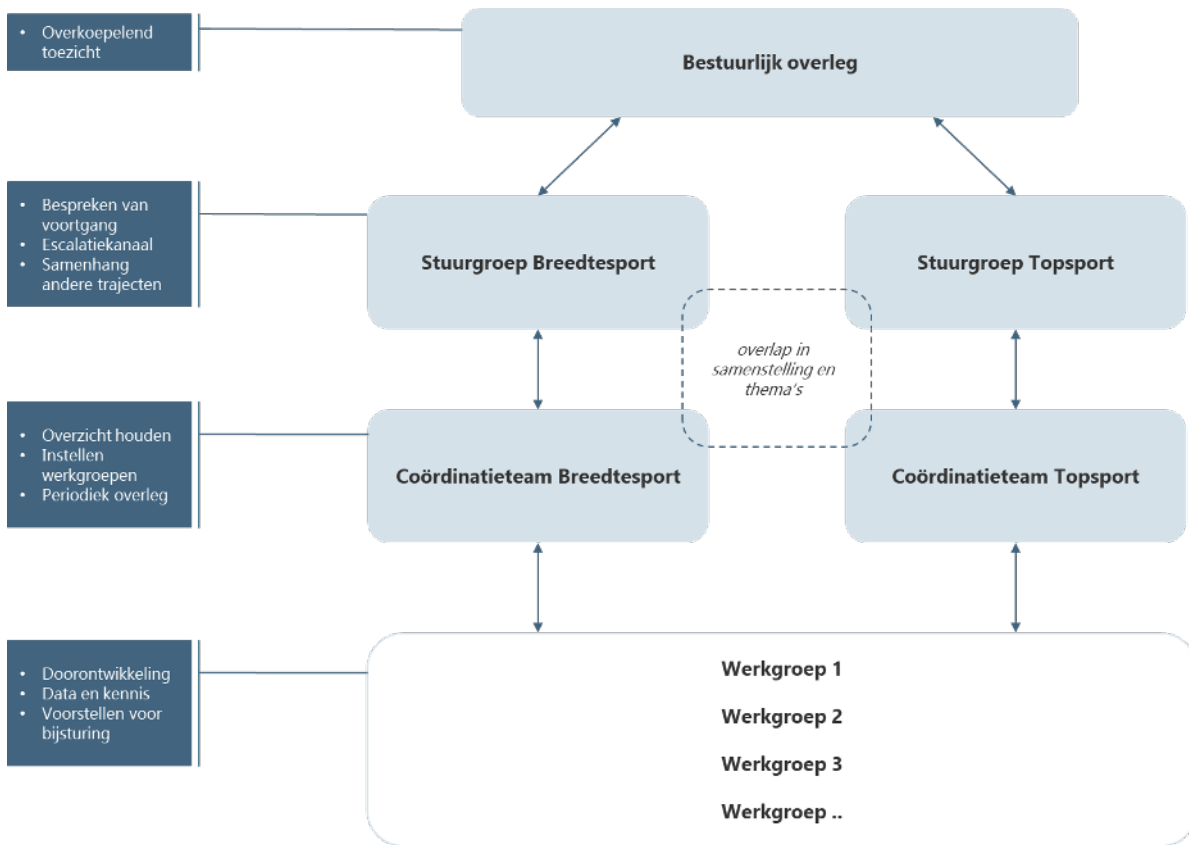 • Overkoepelend
toezicht
Bestuurlijk overleg
• Bespreken van
voortgang
• Escalatiekanaal
• Samenhang
andere trajecten
Stuurgroep Breedtesport
Stuurgroep Topsport
overlap in
samenstelling en
thema's
• Overzicht houden
• Instellen
werkgroepen
• Periodiek overleg
Coördinatieteam Breedtesport
Coördinatieteam Topsport
• Doorontwikkeling
• Data en kennis
• Voorstellen voor
bijsturing
Werkgroep 1
Werkgroep 2
Werkgroep 3
Werkgroep ..